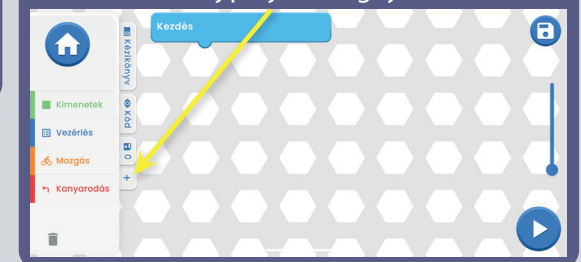 Kezdés
Kézikönyv
Kód
0
+
Kimenetek
Vezérlés
Mozgás
Kanyarodás